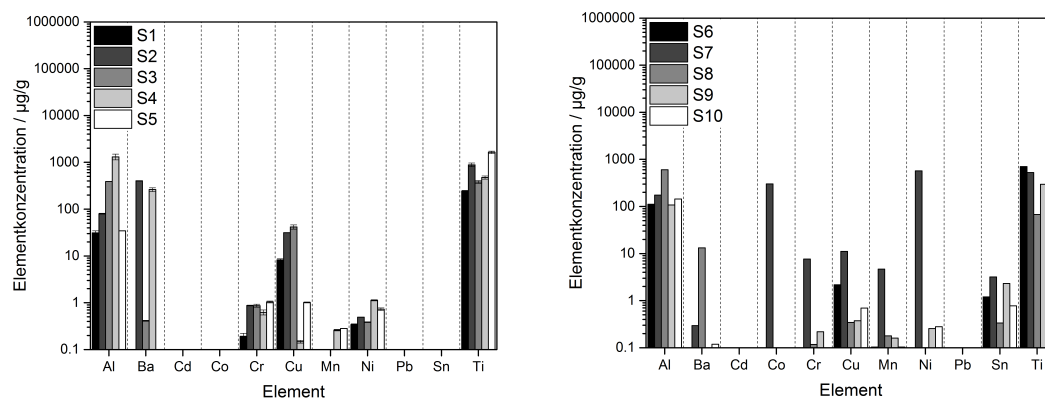 1000000
100000
10000
1000
100
10
1
0.1
Elementkonzentration / µg/g
S1
S2
S3
S4
S5
Al Ba Cd Co Cr Cu Mn Ni Pb Sn Ti
Element
1000000
100000
10000
1000
100
10
1
0.1
Elementkonzentration / µg/g
S6
S7
S8
S9
S10
Al Ba Cd Co Cr Cu Mn Ni Pb Sn Ti
Element